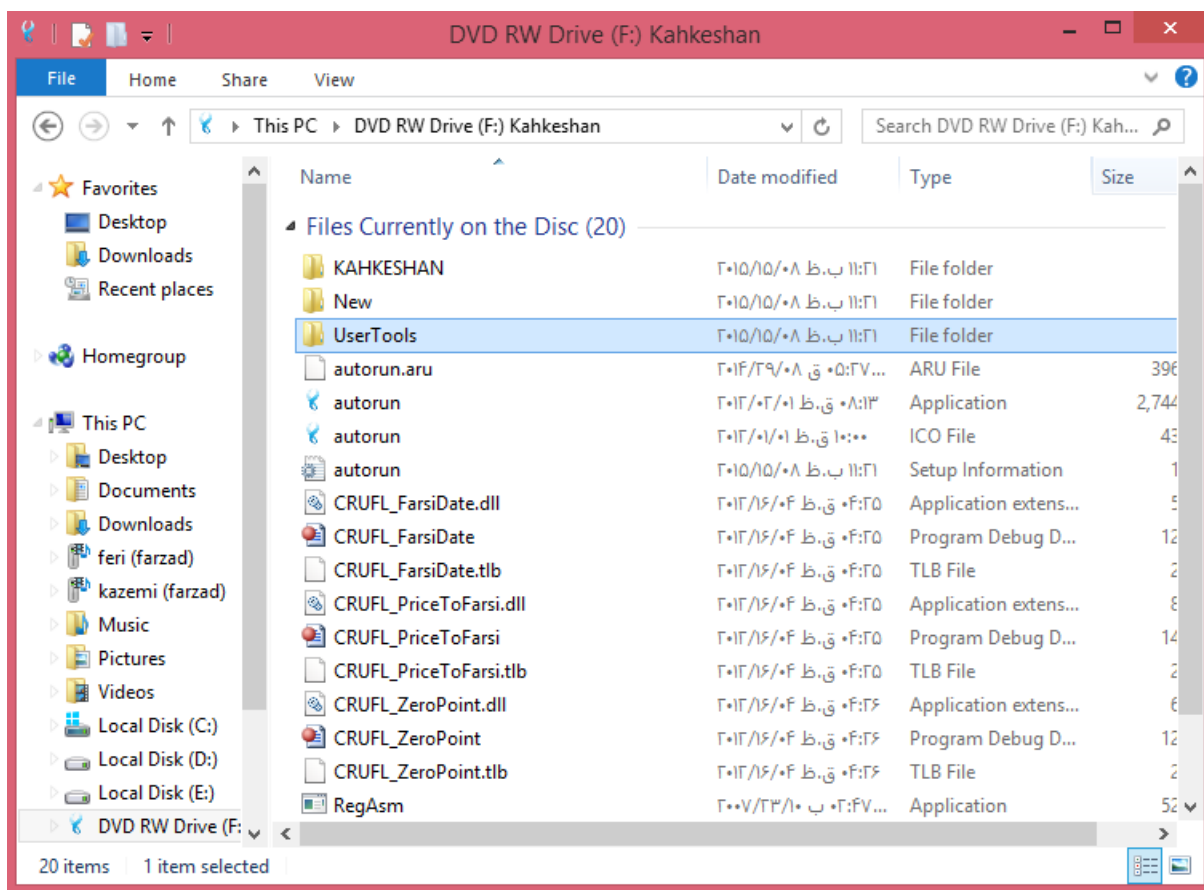 DVD RW Drive (F:) Kahkeshan
File Home Share View
This PC DVD RW Drive (F:) Kahkeshan Search DVD RW Drive (F:) Kah...
Favorites
Desktop
Downloads
Recent places
Homegroup
This PC
Desktop
Documents
Downloads
feri (farzad)
kazemi (farzad)
Music
Pictures
Videos
Local Disk (C:)
Local Disk (D:)
Local Disk (E:)
DVD RW Drive (F:
Name Date modified Type Size
Files Currently on the Disc (20)
KAHKESHAN ۲۰۱۵/۱۵/۰۸ ب.ظ ۱۱:۲۱ File folder
New ۲۰۱۵/۱۵/۰۸ ب.ظ ۱۱:۲۱ File folder
UserTools ۲۰۱۵/۱۵/۰۸ ب.ظ ۱۱:۲۱ File folder
autorun.aru ۲۰۱۴/۲۹/۰۸ ق ۰۵:۲۷... ARU File 396
autorun ۲۰۱۲/۰۲/۰۱ ق.ظ ۰۸:۱۳ Application 2,744
autorun ۲۰۱۲/۰۱/۰۱ ق.ظ ۱۰:۰۰ ICO File 43
autorun ۲۰۱۵/۱۵/۰۸ ب.ظ ۱۱:۲۱ Setup Information 1
CRUFL_FarsiDate.dll ۲۰۱۲/۱۶/۰۴ ق.ظ ۰۴:۲۵ Application extens... 5
CRUFL_FarsiDate ۲۰۱۲/۱۶/۰۴ ق.ظ ۰۴:۲۵ Program Debug D... 12
CRUFL_FarsiDate.tlb ۲۰۱۲/۱۶/۰۴ ق.ظ ۰۴:۲۵ TLB File 2
CRUFL_PriceToFarsi.dll ۲۰۱۲/۱۶/۰۴ ق.ظ ۰۴:۲۵ Application extens... 8
CRUFL_PriceToFarsi ۲۰۱۲/۱۶/۰۴ ق.ظ ۰۴:۲۵ Program Debug D... 14
CRUFL_PriceToFarsi.tlb ۲۰۱۲/۱۶/۰۴ ق.ظ ۰۴:۲۵ TLB File 2
CRUFL_ZeroPoint.dll ۲۰۱۲/۱۶/۰۴ ق.ظ ۰۴:۲۶ Application extens... 6
CRUFL_ZeroPoint ۲۰۱۲/۱۶/۰۴ ق.ظ ۰۴:۲۶ Program Debug D... 12
CRUFL_ZeroPoint.tlb ۲۰۱۲/۱۶/۰۴ ق.ظ ۰۴:۲۶ TLB File 2
RegAsm ۲۰۰۷/۲۳/۱۰ ب ۰۲:۴۷... Application 52
20 items 1 item selected